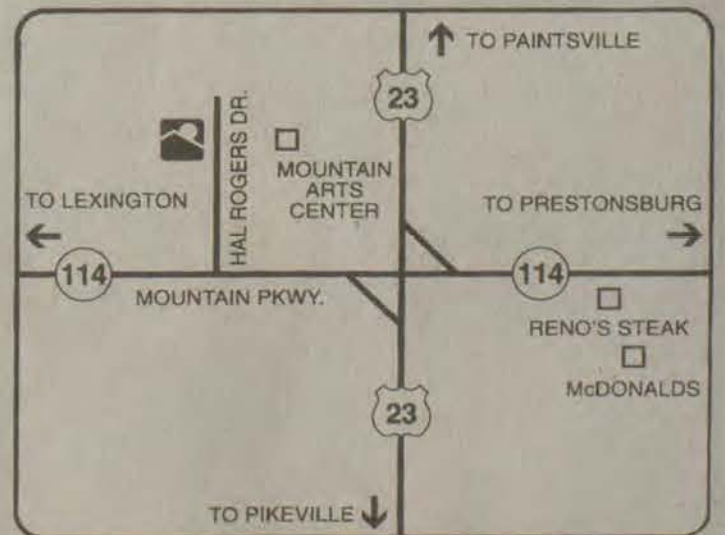 TO PAINTSVILLE
23
HAL ROGERS DR.
MOUNTAIN
ARTS
CENTER
TO LEXINGTON
TO PRESTONSBURG
114
114
MOUNTAIN PKWY.
RENO'S STEAK
McDONALDS
23
TO PIKEVILLE